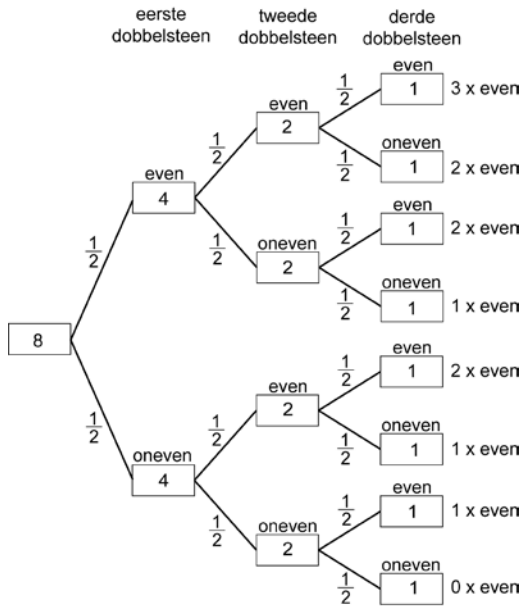 eerste dobbelsteen
tweede dobbelsteen
derde dobbelsteen
even
1/2
1
3 x even
even
1/2
2
1/2
oneven
1
2 x even
even
1/2
4
1/2
even
1/2
1
2 x even
oneven
2
1/2
oneven
1
1 x even
1/2
8
1/2
even
1/2
1
2 x even
even
1/2
2
1/2
oneven
1
1 x even
oneven
1/2
4
1/2
even
1/2
1
1 x even
oneven
2
1/2
oneven
1
0 x even